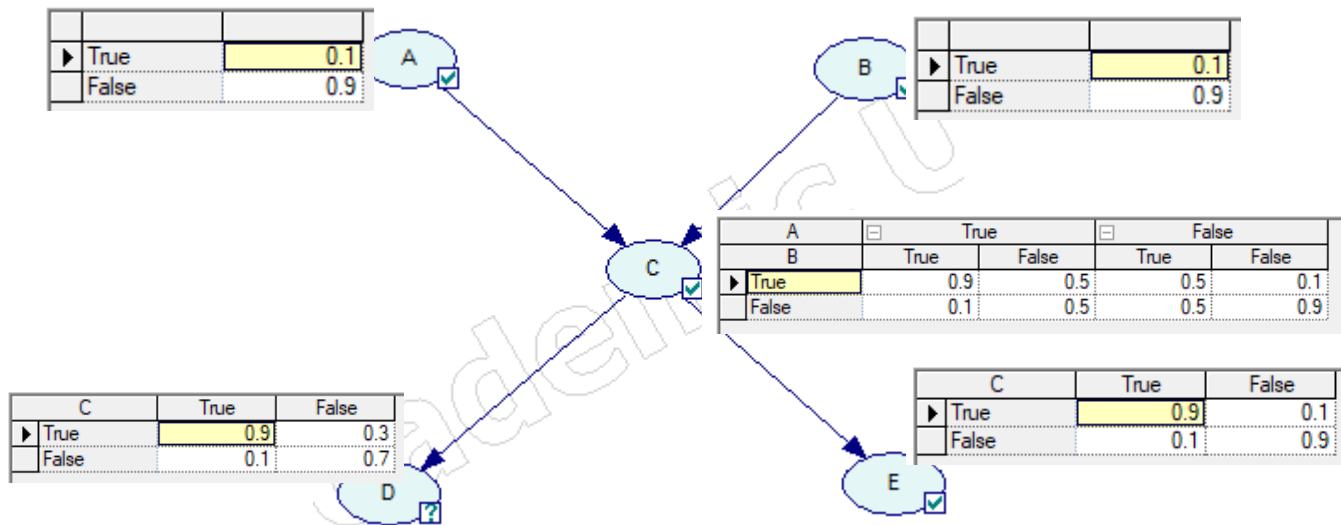 True 0.1
False 0.9
A
B
True 0.1
False 0.9
C
A True False
B True False True False
True 0.9 0.5 0.5 0.1
False 0.1 0.5 0.5 0.9
C True False
True 0.9 0.3
False 0.1 0.7
D
C True False
True 0.9 0.1
False 0.1 0.9
E